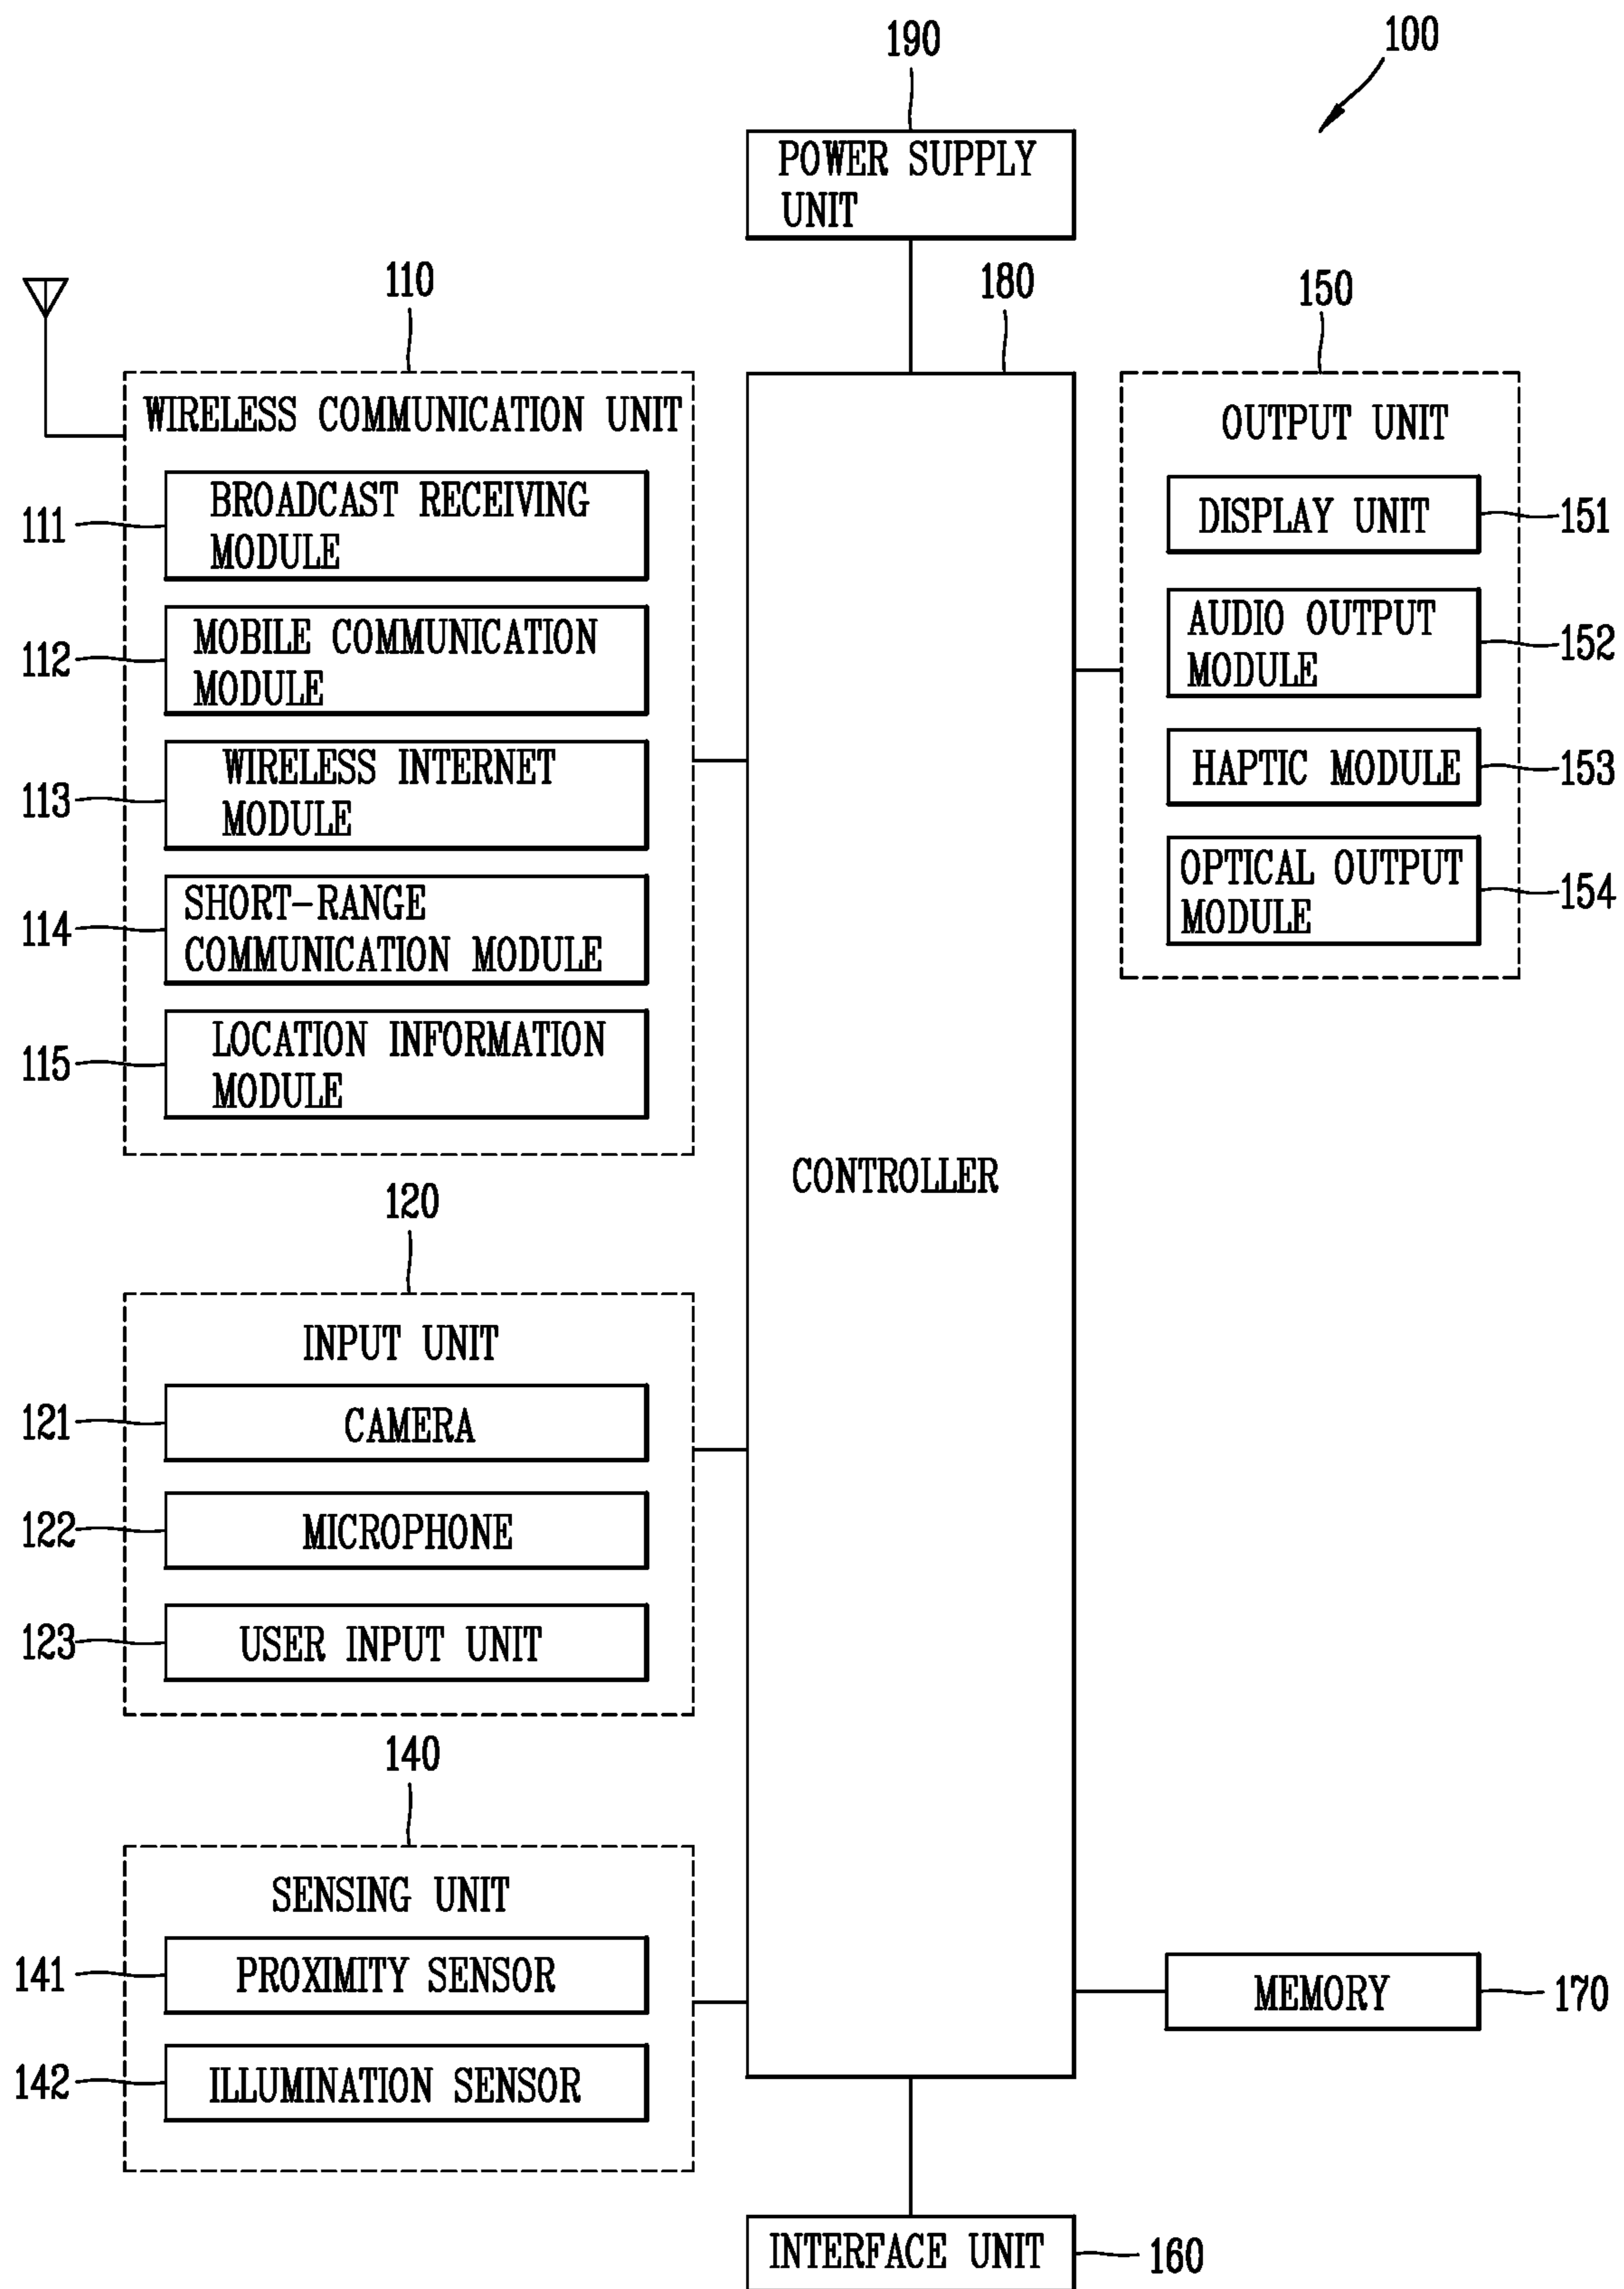 190
100
POWER SUPPLY
UNIT
110
180
150
WIRELESS COMMUNICATION UNIT
111
BROADCAST RECEIVING
MODULE
112
MOBILE COMMUNICATION
MODULE
113
WIRELESS INTERNET
MODULE
114
SHORT-RANGE
COMMUNICATION MODULE
115
LOCATION INFORMATION
MODULE
OUTPUT UNIT
DISPLAY UNIT
151
AUDIO OUTPUT
MODULE
152
HAPTIC MODULE
153
OPTICAL OUTPUT
MODULE
154
CONTROLLER
120
INPUT UNIT
121
CAMERA
122
MICROPHONE
123
USER INPUT UNIT
140
SENSING UNIT
141
PROXIMITY SENSOR
142
ILLUMINATION SENSOR
MEMORY
170
INTERFACE UNIT
160